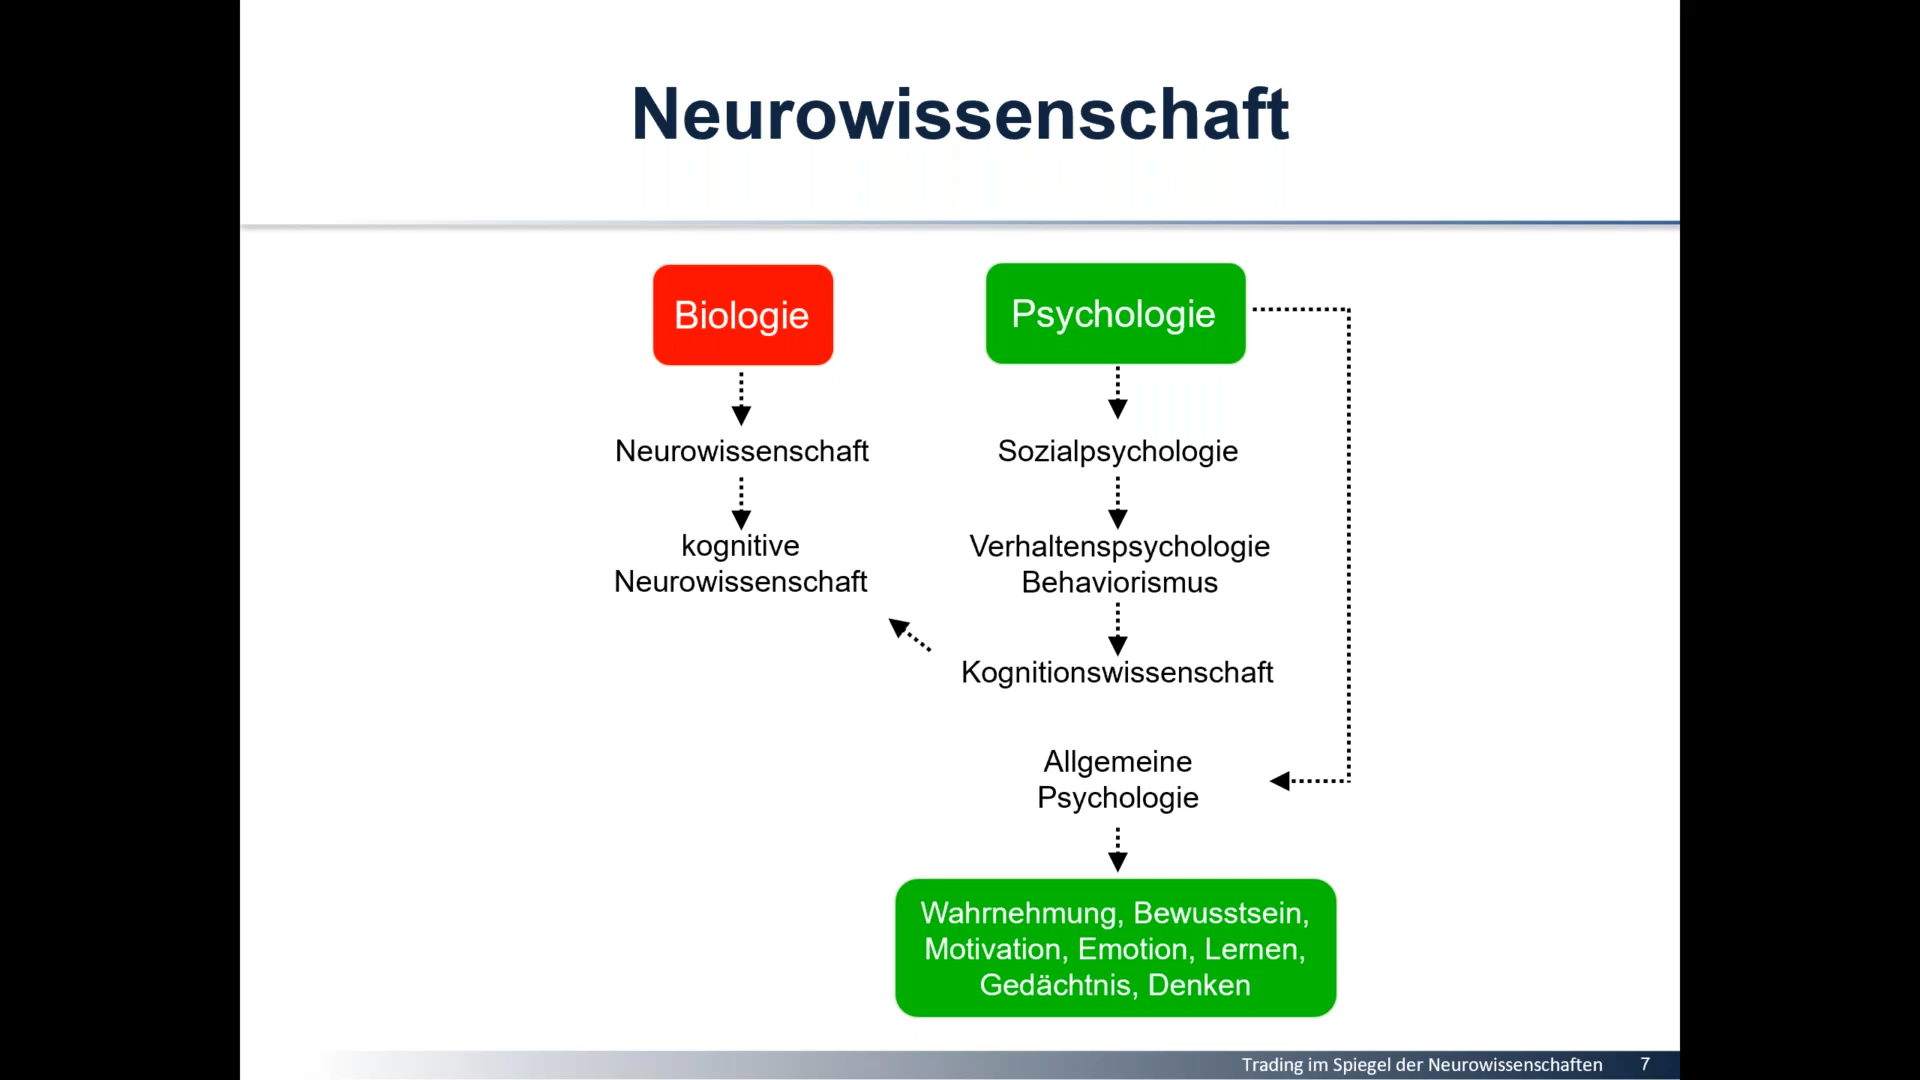 Neurowissenschaft
Biologie
Psychologie
Neurowissenschaft
Sozialpsychologie
kognitive
Neurowissenschaft
Verhaltenspsychologie
Behaviorismus
Kognitionswissenschaft
Allgemeine
Psychologie
Wahrnehmung, Bewusstsein,
Motivation, Emotion, Lernen,
Gedächtnis, Denken
Trading im Spiegel der Neurowissenschaften 7